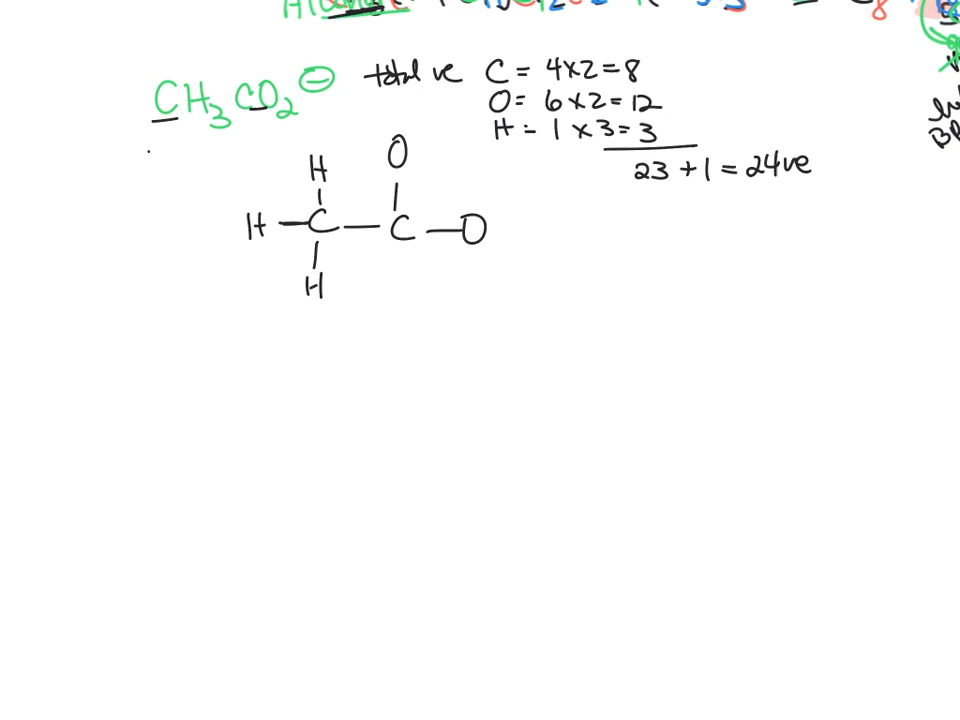 CH3CO2⊖ total ve C = 4x2=8
O= 6x2=12
H = 1 x 3=3
23 + 1 = 24ve
H O
H—C—C—O
H